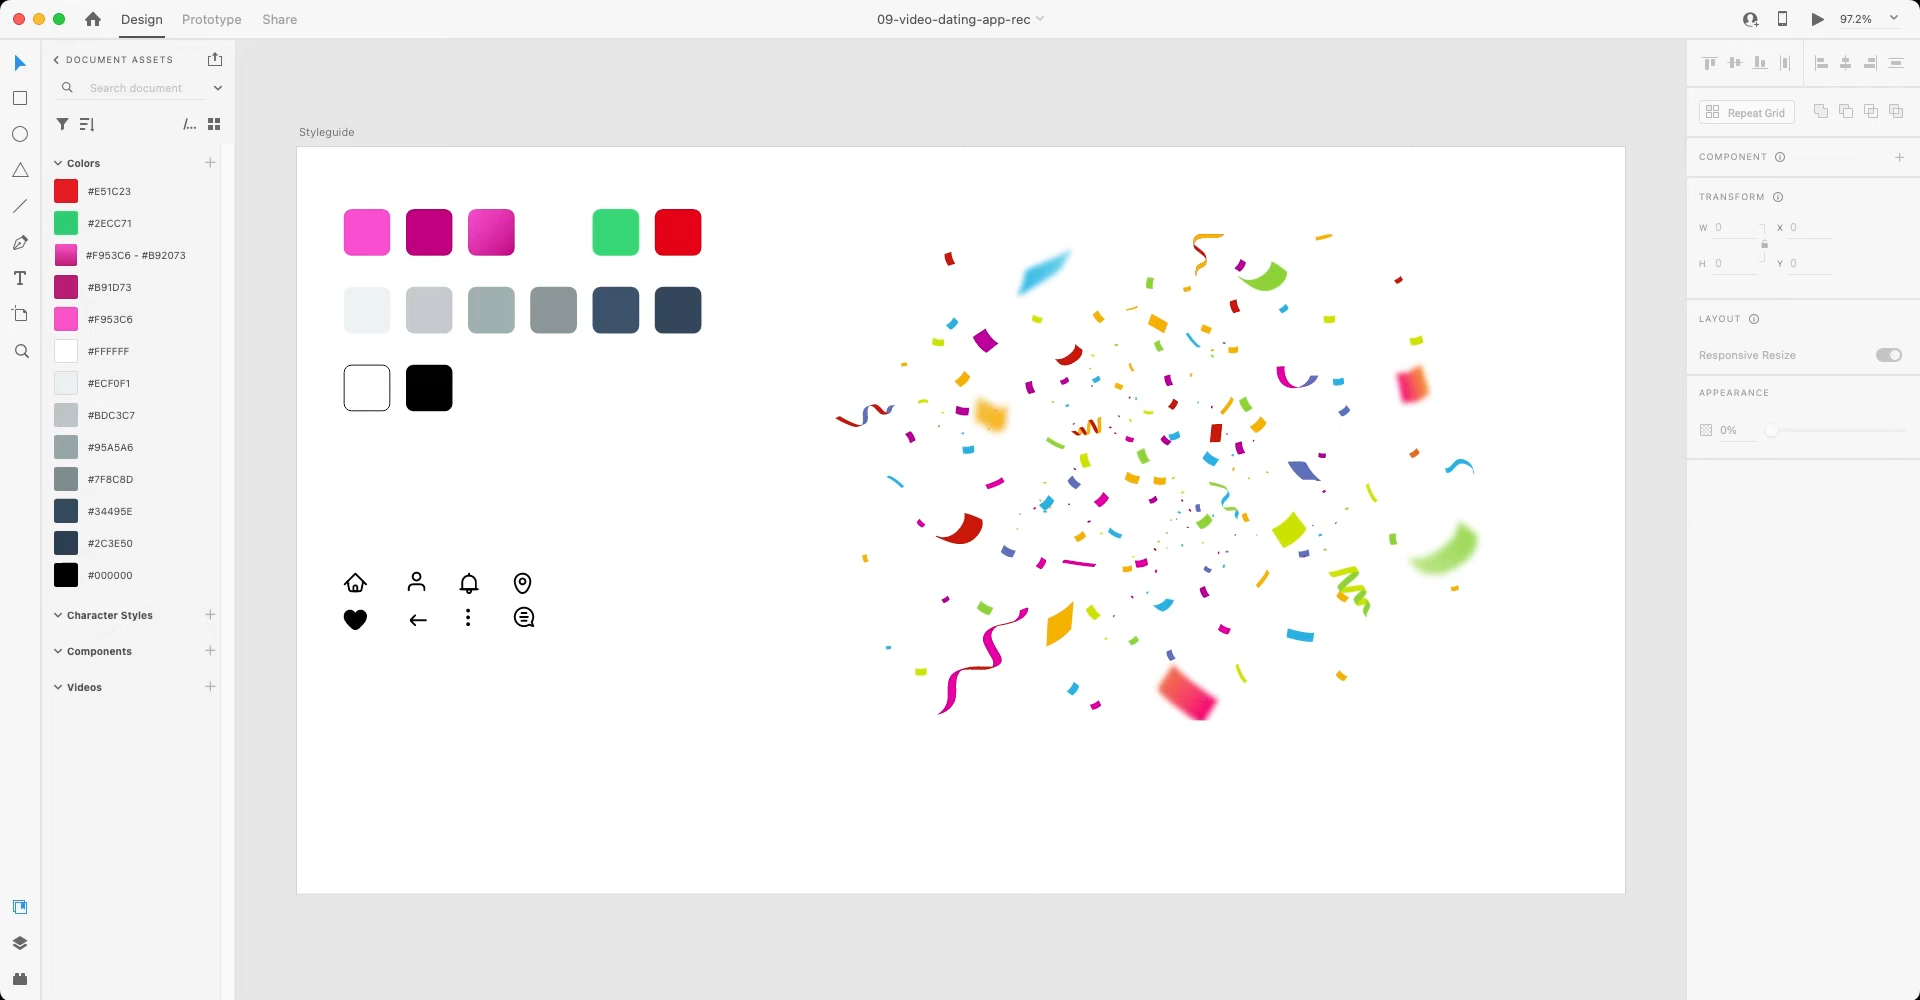 Design Prototype Share
09-video-dating-app-rec
97.2%
DOCUMENT ASSETS
Search document
/...
Colors
#E51C23
#2ECC71
#F953C6 - #B92073
#B91D73
#F953C6
#FFFFFF
#ECF0F1
#BDC3C7
#95A5A6
#7F8C8D
#34495E
#2C3E50
#000000
Character Styles
Components
Videos
Styleguide
Repeat Grid
COMPONENT
TRANSFORM
W 0 X 0
H 0 Y 0
LAYOUT
Responsive Resize
APPEARANCE
0%